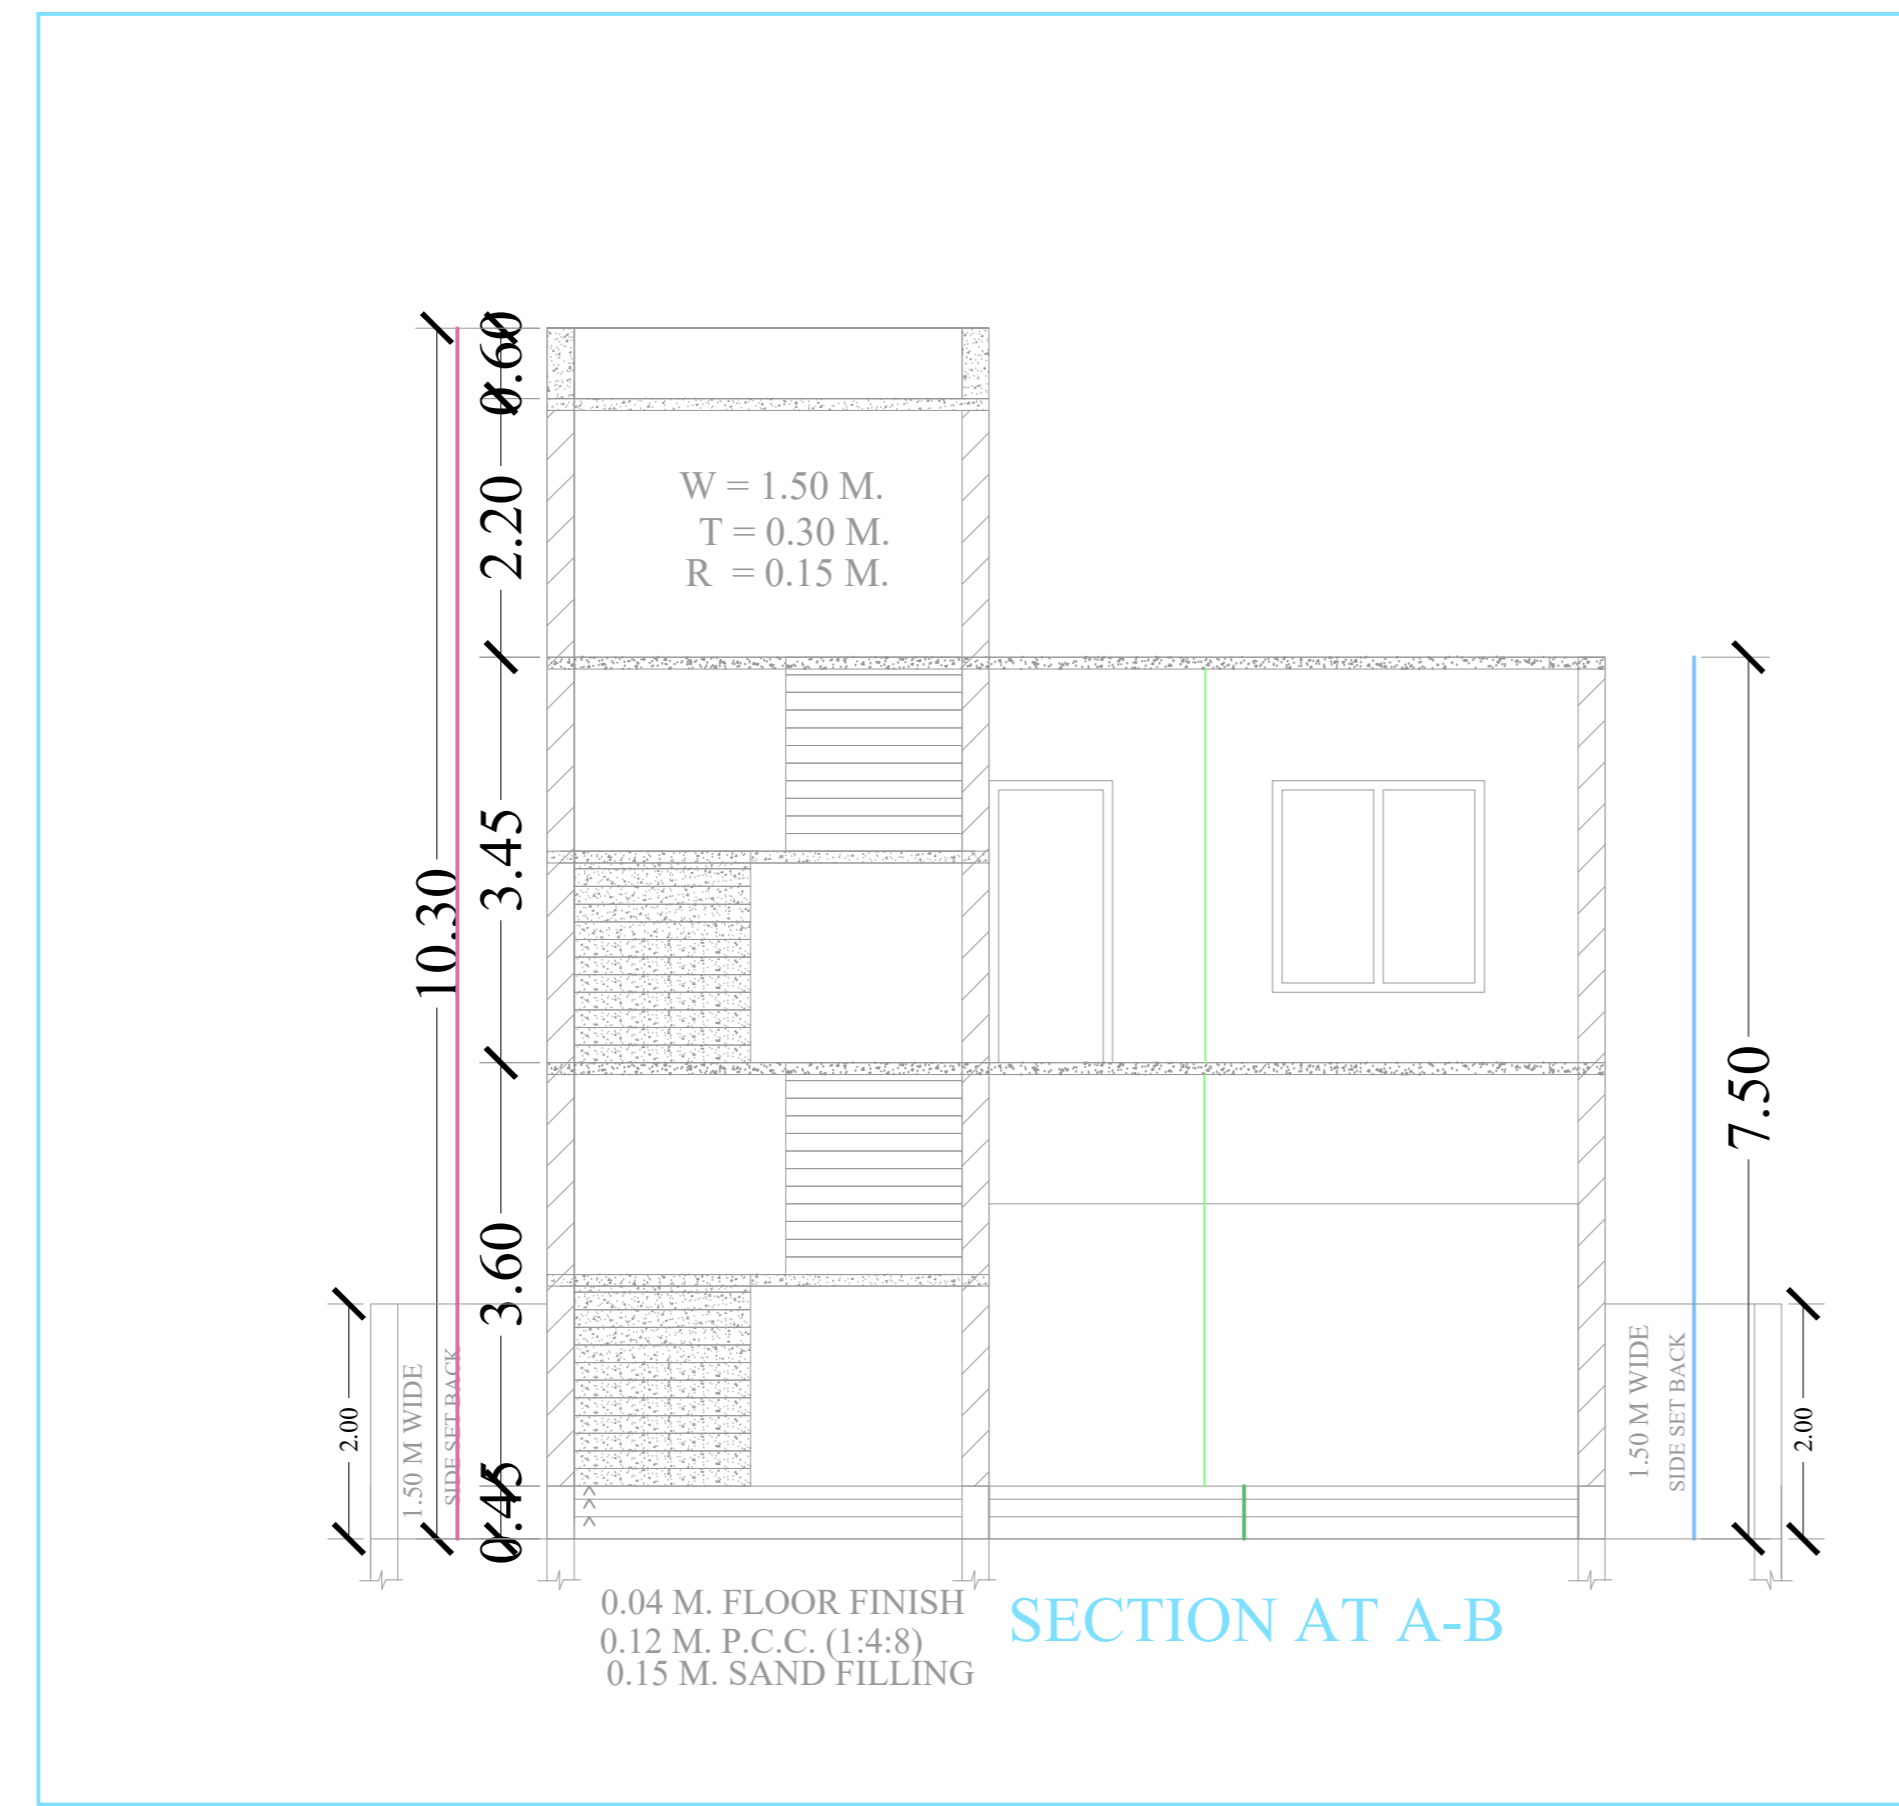 0.60
W = 1.50 M.
T = 0.30 M.
R = 0.15 M.
2.20
3.45
10.30
7.50
3.60
2.00
1.50 M WIDE
SIDE SET BACK
0.45
1.50 M WIDE
SIDE SET BACK
2.00
0.04 M. FLOOR FINISH
0.12 M. P.C.C. (1:4:8)
0.15 M. SAND FILLING
SECTION AT A-B